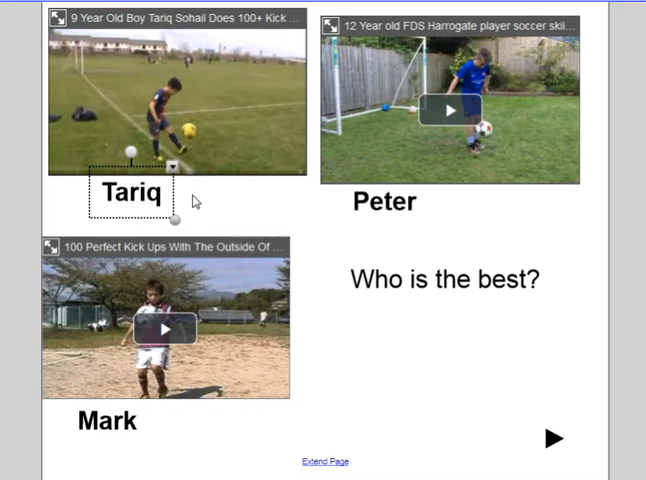 9 Year Old Boy Tariq Sohail Does 100+ Kick ...
12 Year old FDS Harrogate player soccer skil...
Tariq
Peter
100 Perfect Kick Ups With The Outside Of ...
Who is the best?
Mark
Extend Page